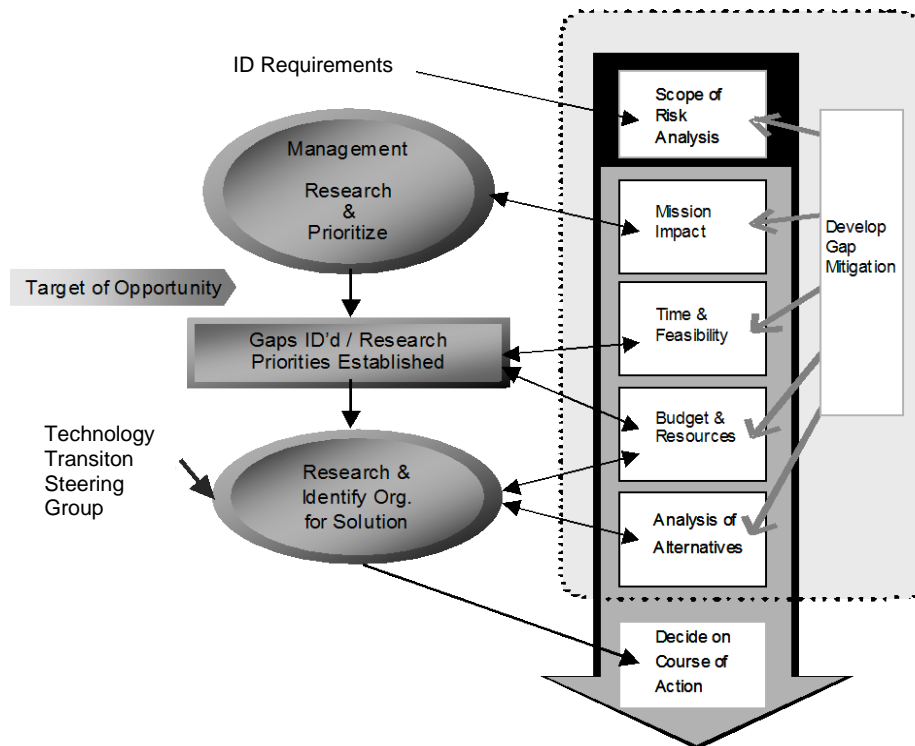 ID Requirements
Management
Research
&
Prioritize
Target of Opportunity
Gaps ID'd / Research
Priorities Established
Technology
Transiton
Steering
Group
Research &
Identify Org.
for Solution
Scope of
Risk
Analysis
Mission
Impact
Time &
Feasibility
Budget &
Resources
Analysis of
Alternatives
Decide on
Course of
Action
Develop
Gap
Mitigation